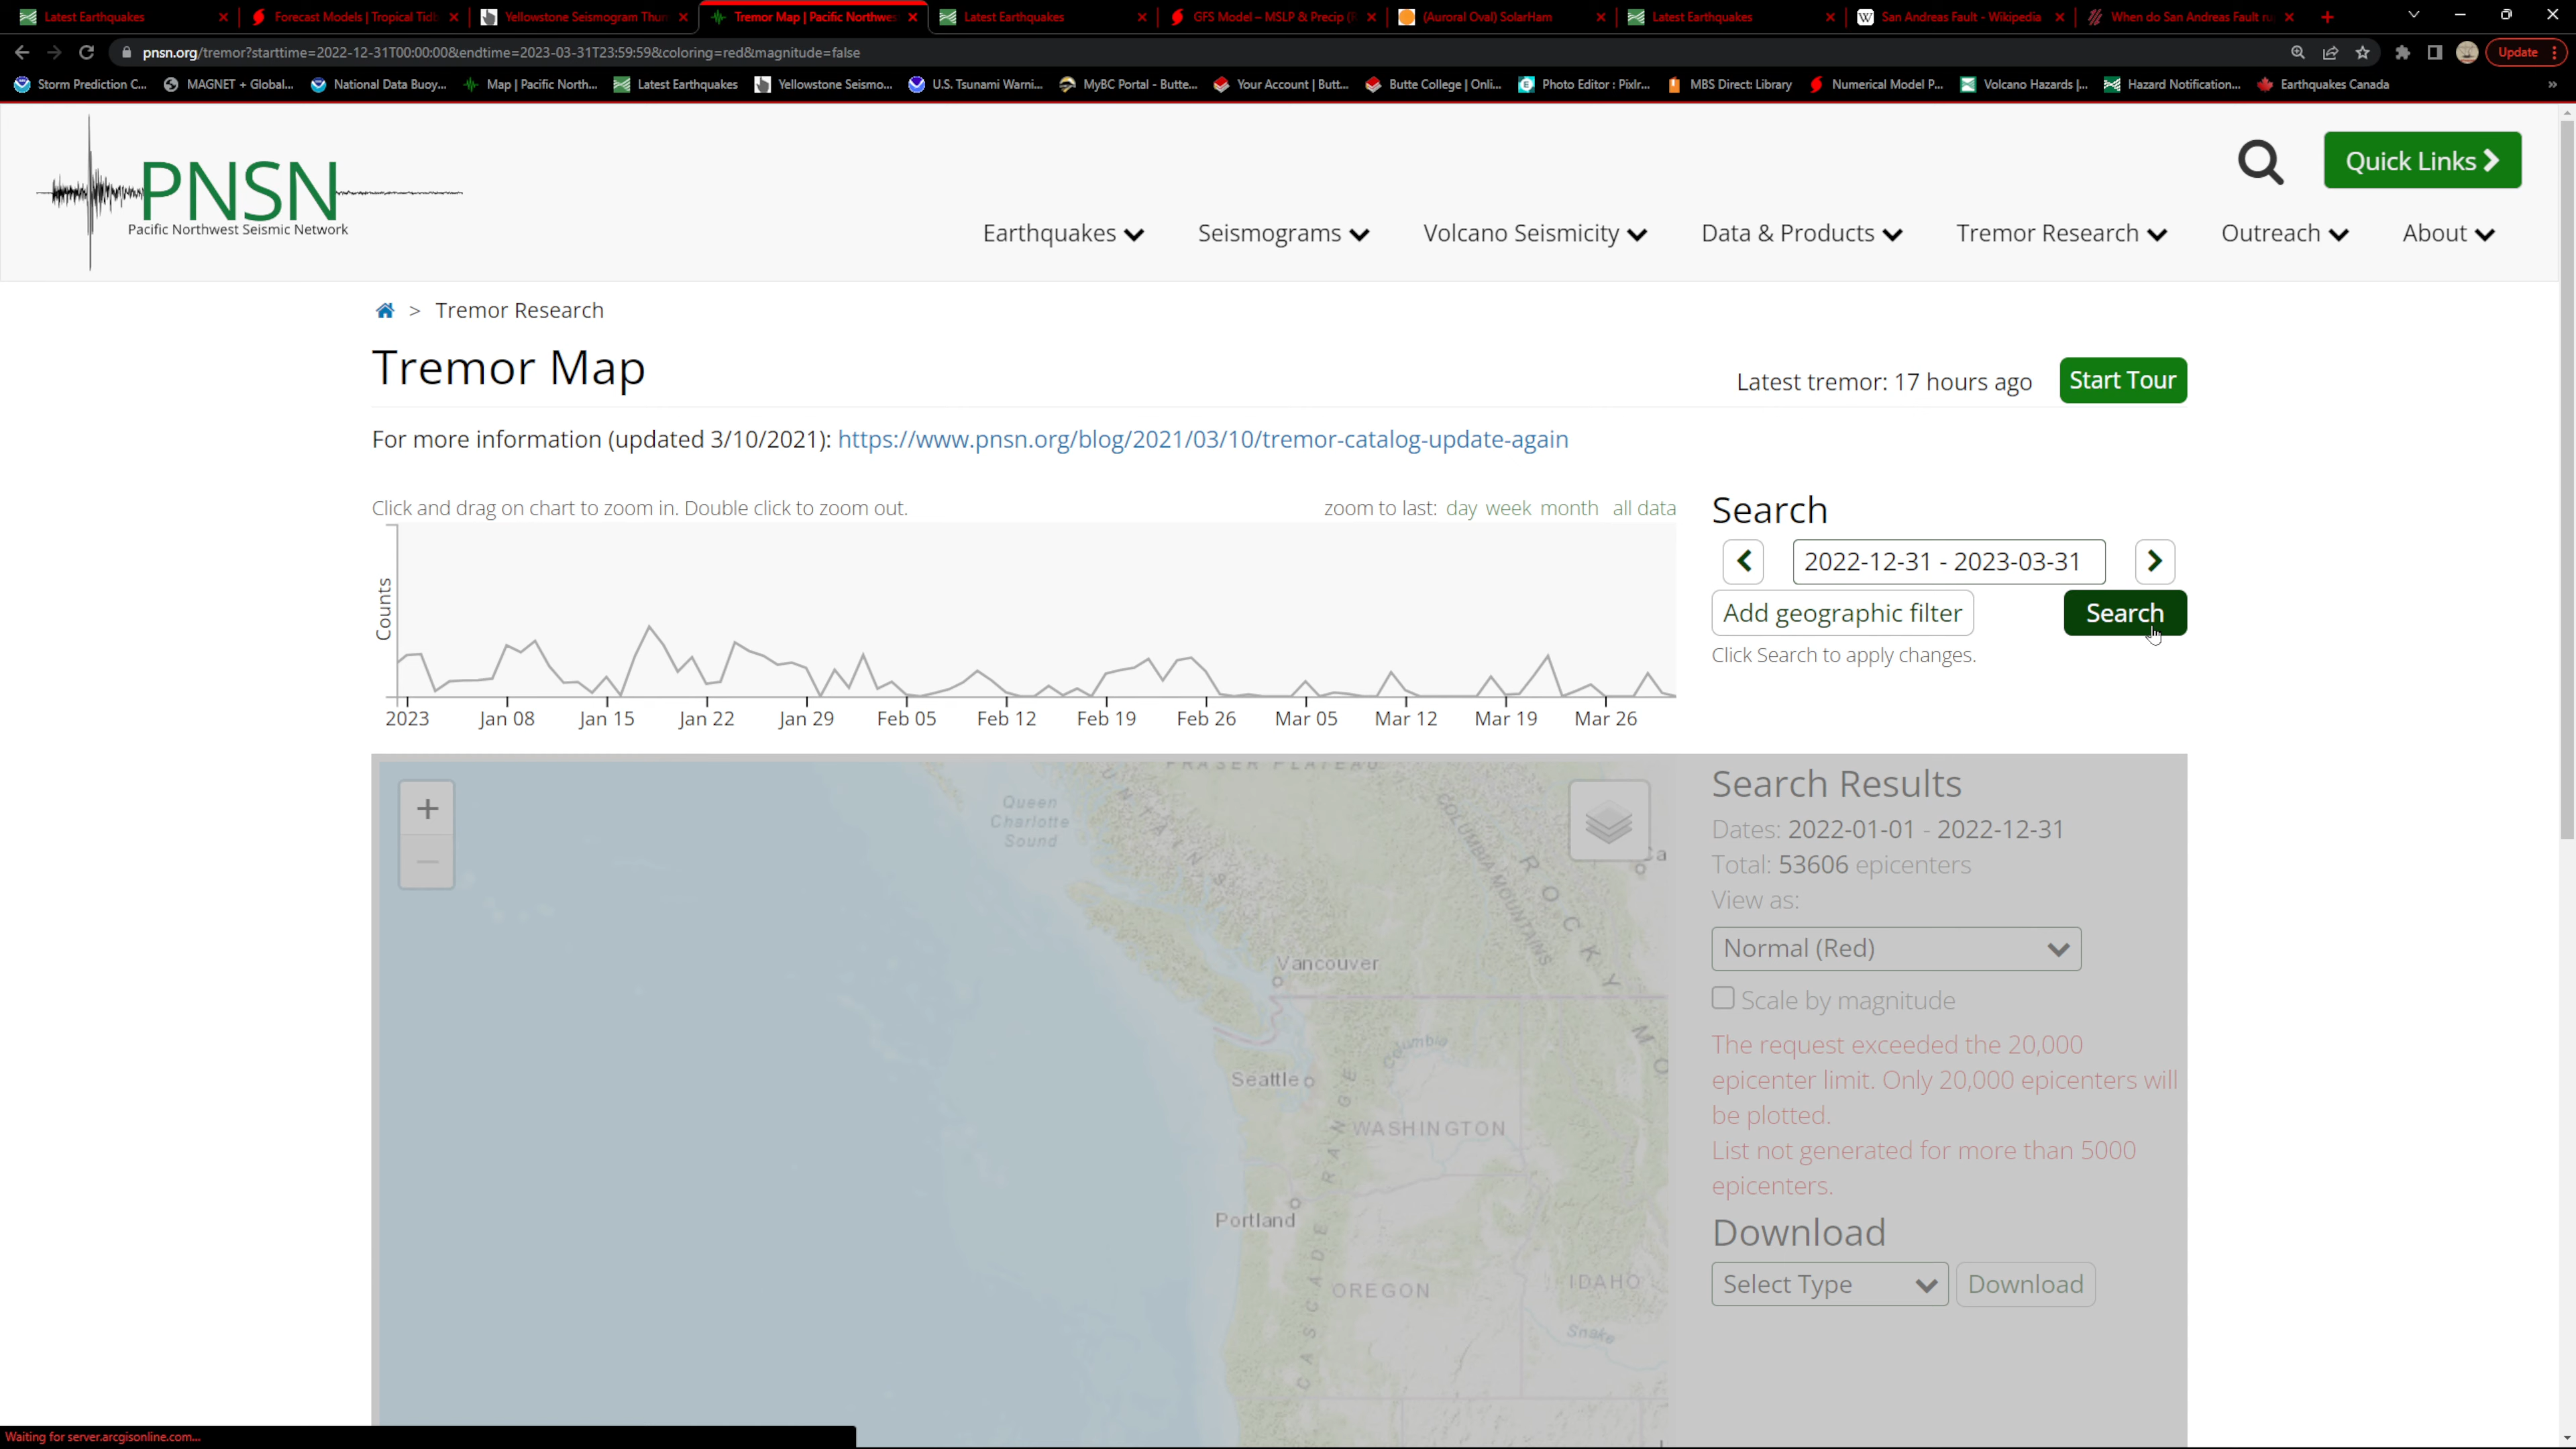 Latest Earthquakes
Forecast Models | Tropical Tidb
Yellowstone Seismogram Thum
Tremor Map | Pacific Northwes
Latest Earthquakes
GFS Model – MSLP & Precip (
(Auroral Oval) SolarHam
Latest Earthquakes
San Andreas Fault - Wikipedia
When do San Andreas Fault ru
pnsn.org/tremor?starttime=2022-12-31T00:00:00&endtime=2023-03-31T23:59:59&coloring=red&magnitude=false
Update
Storm Prediction C...
MAGNET + Global...
National Data Buoy...
Map | Pacific North...
Latest Earthquakes
Yellowstone Seismo...
U.S. Tsunami Warni...
MyBC Portal - Butte...
Your Account | Butt...
Butte College | Onli...
Photo Editor : Pixlr...
MBS Direct: Library
Numerical Model P...
Volcano Hazards |...
Hazard Notification...
Earthquakes Canada
»
PNSN
Pacific Northwest Seismic Network
Quick Links
Earthquakes
Seismograms
Volcano Seismicity
Data & Products
Tremor Research
Outreach
About
> Tremor Research
Tremor Map
Latest tremor: 17 hours ago
Start Tour
For more information (updated 3/10/2021): https://www.pnsn.org/blog/2021/03/10/tremor-catalog-update-again
Click and drag on chart to zoom in. Double click to zoom out.
zoom to last: day week month all data
Counts
2023 Jan 08 Jan 15 Jan 22 Jan 29 Feb 05 Feb 12 Feb 19 Feb 26 Mar 05 Mar 12 Mar 19 Mar 26
Search
2022-12-31 - 2023-03-31
Add geographic filter
Search
Click Search to apply changes.
+
−
FRASER PLATEAU
Queen
Charlotte
Sound
COLUMBIA MOUNTAINS
Vancouver
Columbia
Seattle
WASHINGTON
Portland
CASCADE RANGE
OREGON
IDAHO
Snake
Search Results
Dates: 2022-01-01 - 2022-12-31
Total: 53606 epicenters
View as:
Normal (Red)
Scale by magnitude
The request exceeded the 20,000
epicenter limit. Only 20,000 epicenters will
be plotted.
List not generated for more than 5000
epicenters.
Download
Select Type
Download
Waiting for server.arcgisonline.com...